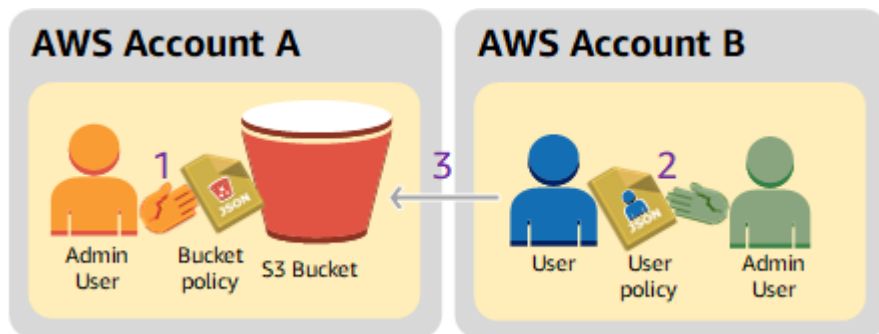 AWS Account A
1
JSON
Admin
User
Bucket
policy
S3 Bucket
3
AWS Account B
2
JSON
User
User
policy
Admin
User